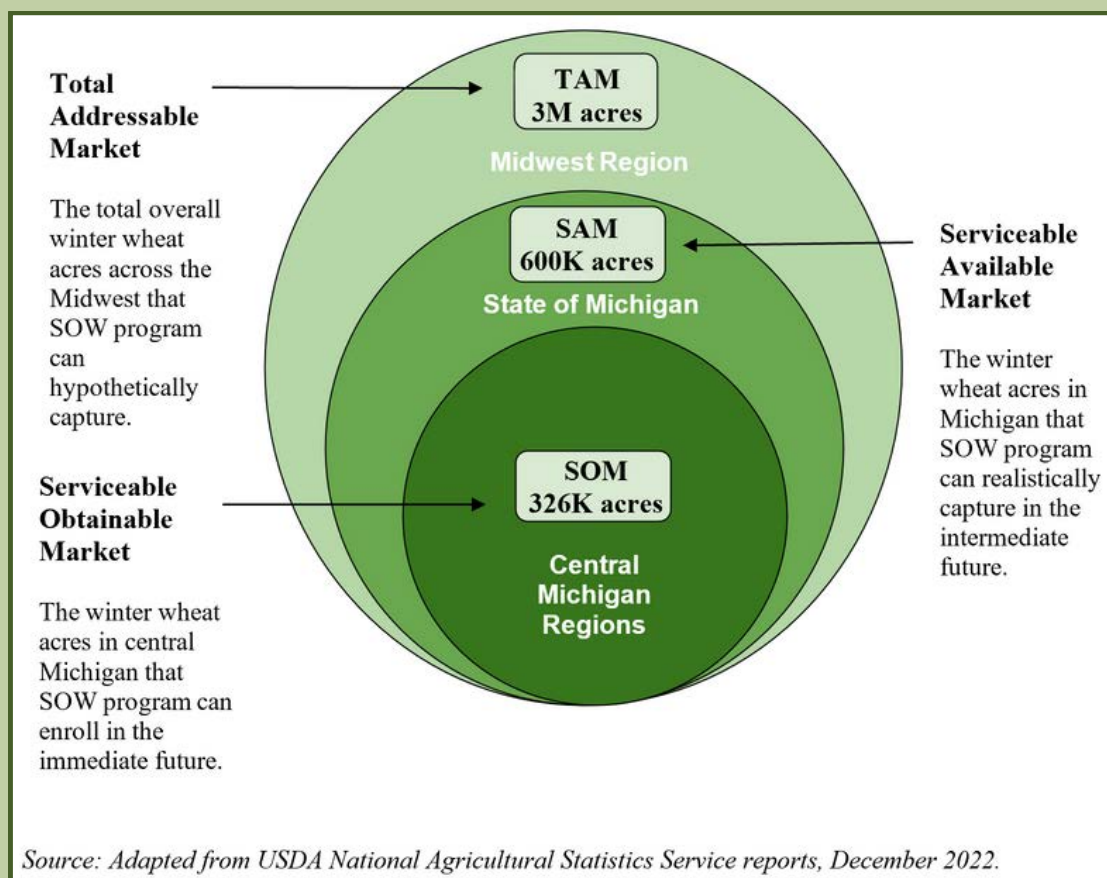 Total
Addressable
Market
The total overall
winter wheat
acres across the
Midwest that
SOW program
can
hypothetically
capture.
TAM
3M acres
Midwest Region
SAM
600K acres
State of Michigan
Serviceable
Available
Market
The winter
wheat acres in
Michigan that
SOW program
can realistically
capture in the
intermediate
future.
Serviceable
Obtainable
Market
The winter wheat
acres in central
Michigan that
SOW program can
enroll in the
immediate future.
SOM
326K acres
Central
Michigan
Regions
Source: Adapted from USDA National Agricultural Statistics Service reports, December 2022.